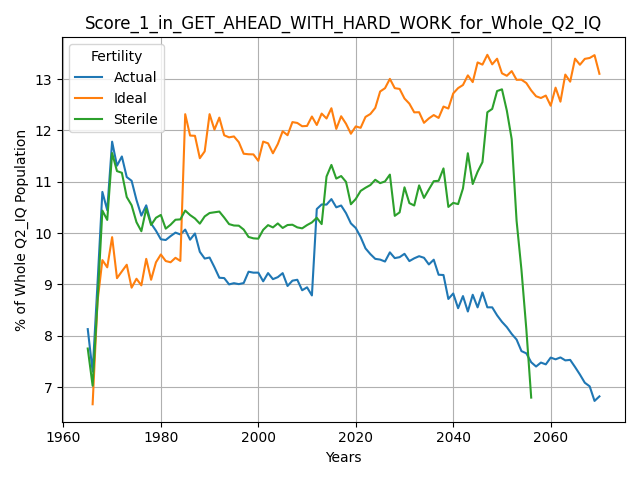 Score_1_in_GET_AHEAD_WITH_HARD_WORK_for_Whole_Q2_IQ
Fertility
Actual
Ideal
Sterile
% of Whole Q2_IQ Population
13
12
11
10
9
8
7
1960
1980
2000
2020
2040
2060
Years